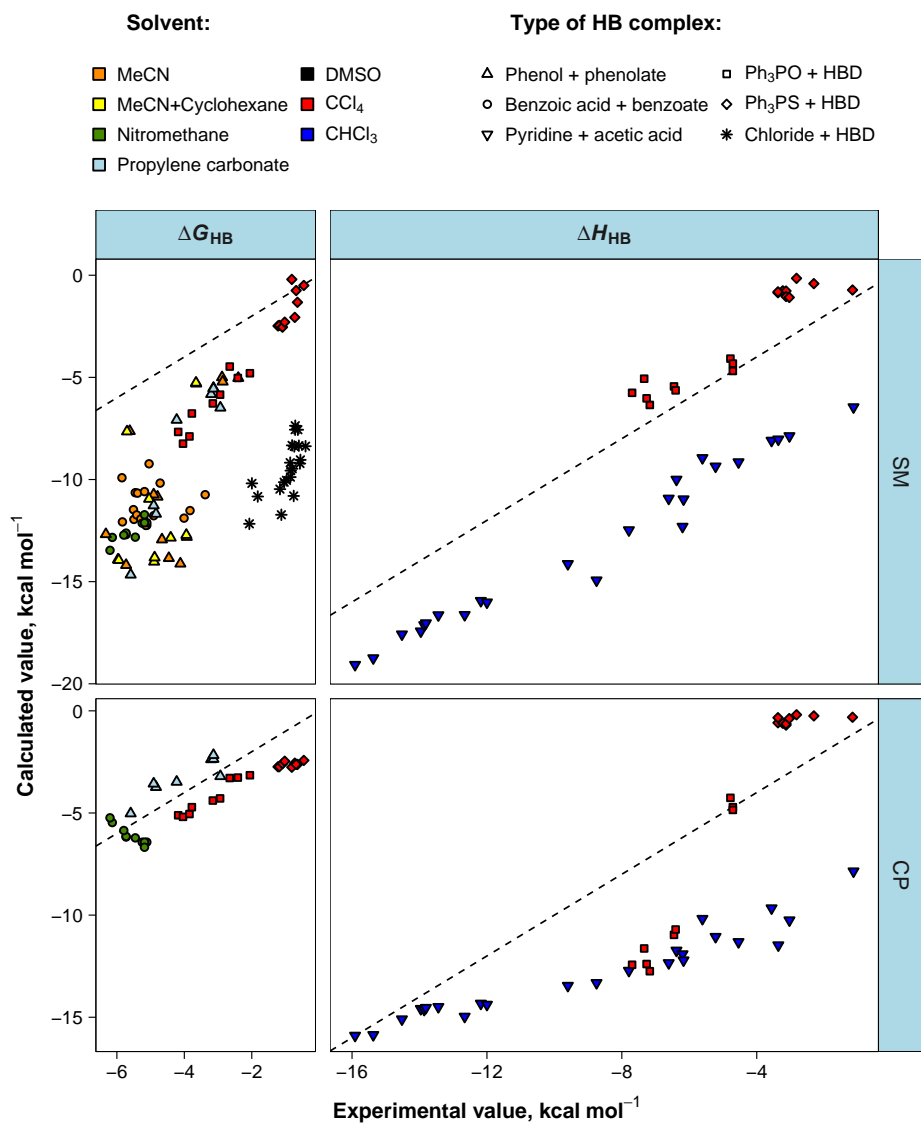 Solvent:
Type of HB complex:
MeCN
DMSO
Phenol + phenolate
Ph₃PO + HBD
MeCN+Cyclohexane
CCl₄
Benzoic acid + benzoate
Ph₃PS + HBD
Nitromethane
CHCl₃
Pyridine + acetic acid
Chloride + HBD
Propylene carbonate
ΔG_HB
ΔH_HB
0
−5
−10
−15
−20
SM
0
−5
−10
−15
CP
−6
−4
−2
−16
−12
−8
−4
Calculated value, kcal mol⁻¹
Experimental value, kcal mol⁻¹